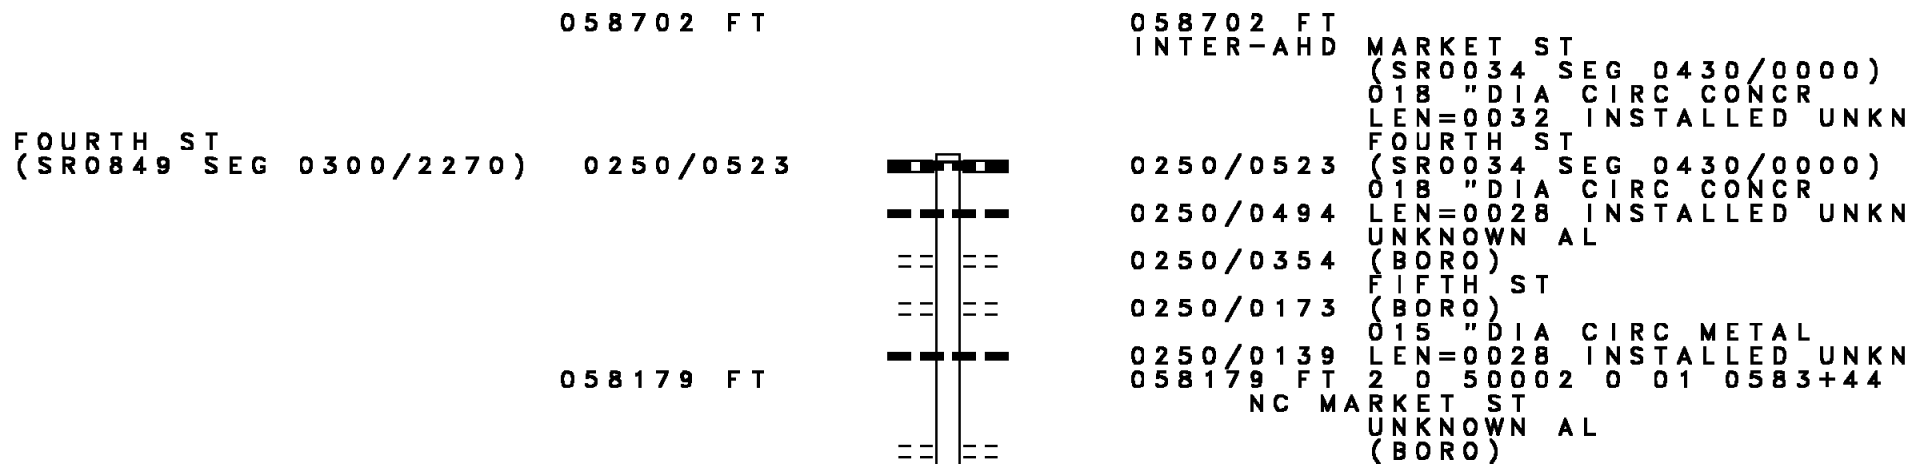 058702 FT 058702 FT
INTER-AHD MARKET ST
(SR0034 SEG 0430/0000)
018 "DIA CIRC CONCR
LEN=0032 INSTALLED UNKN
FOURTH ST FOURTH ST
(SR0849 SEG 0300/2270) 0250/0523 0250/0523 (SR0034 SEG 0430/0000)
018 "DIA CIRC CONCR
0250/0494 LEN=0028 INSTALLED UNKN
UNKNOWN AL
0250/0354 (BORO)
FIFTH ST
0250/0173 (BORO)
015 "DIA CIRC METAL
0250/0139 LEN=0028 INSTALLED UNKN
058179 FT 058179 FT 2 0 50002 0 01 0583+44
NC MARKET ST
UNKNOWN AL
(BORO)